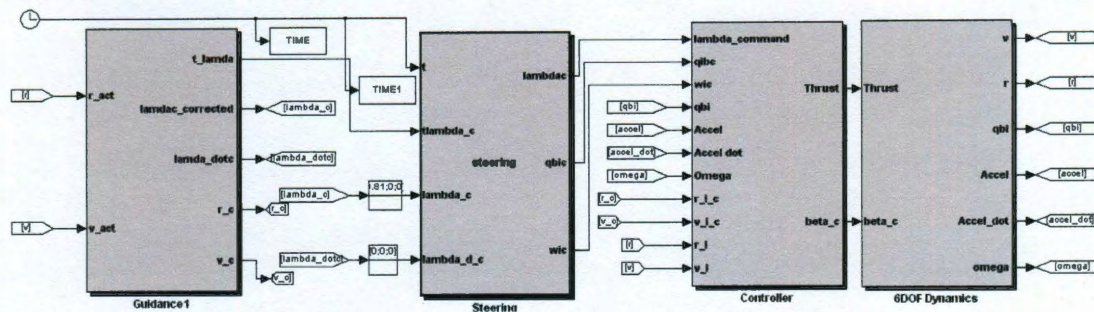 TIME
TIME1
[r]
[v]
r_act
v_act
t_lamda
lamdac_corrected
lamda_dotc
r_c
v_c
Guidance1
[lambda_c]
[lambda_dotc]
[r_c]
[v_c]
[lambda_c]
[lambda_dotc]
[0;0;0]
t
tlambda_c
lambda_c
lambda_d_c
steering
lambdac
qbic
wic
Steering
[qbi]
[accel]
[accel_dot]
[omega]
[r_c]
[v_c]
[r]
[v]
lambda_command
qibc
wic
qbi
Accel
Accel dot
Omega
r_i_c
v_i_c
r_i
v_i
Thrust
beta_c
Controller
Thrust
beta_c
v
r
qbi
Accel
Accel_dot
omega
6DOF Dynamics
[v]
[r]
[qbi]
[accel]
[accel_dot]
[omega]